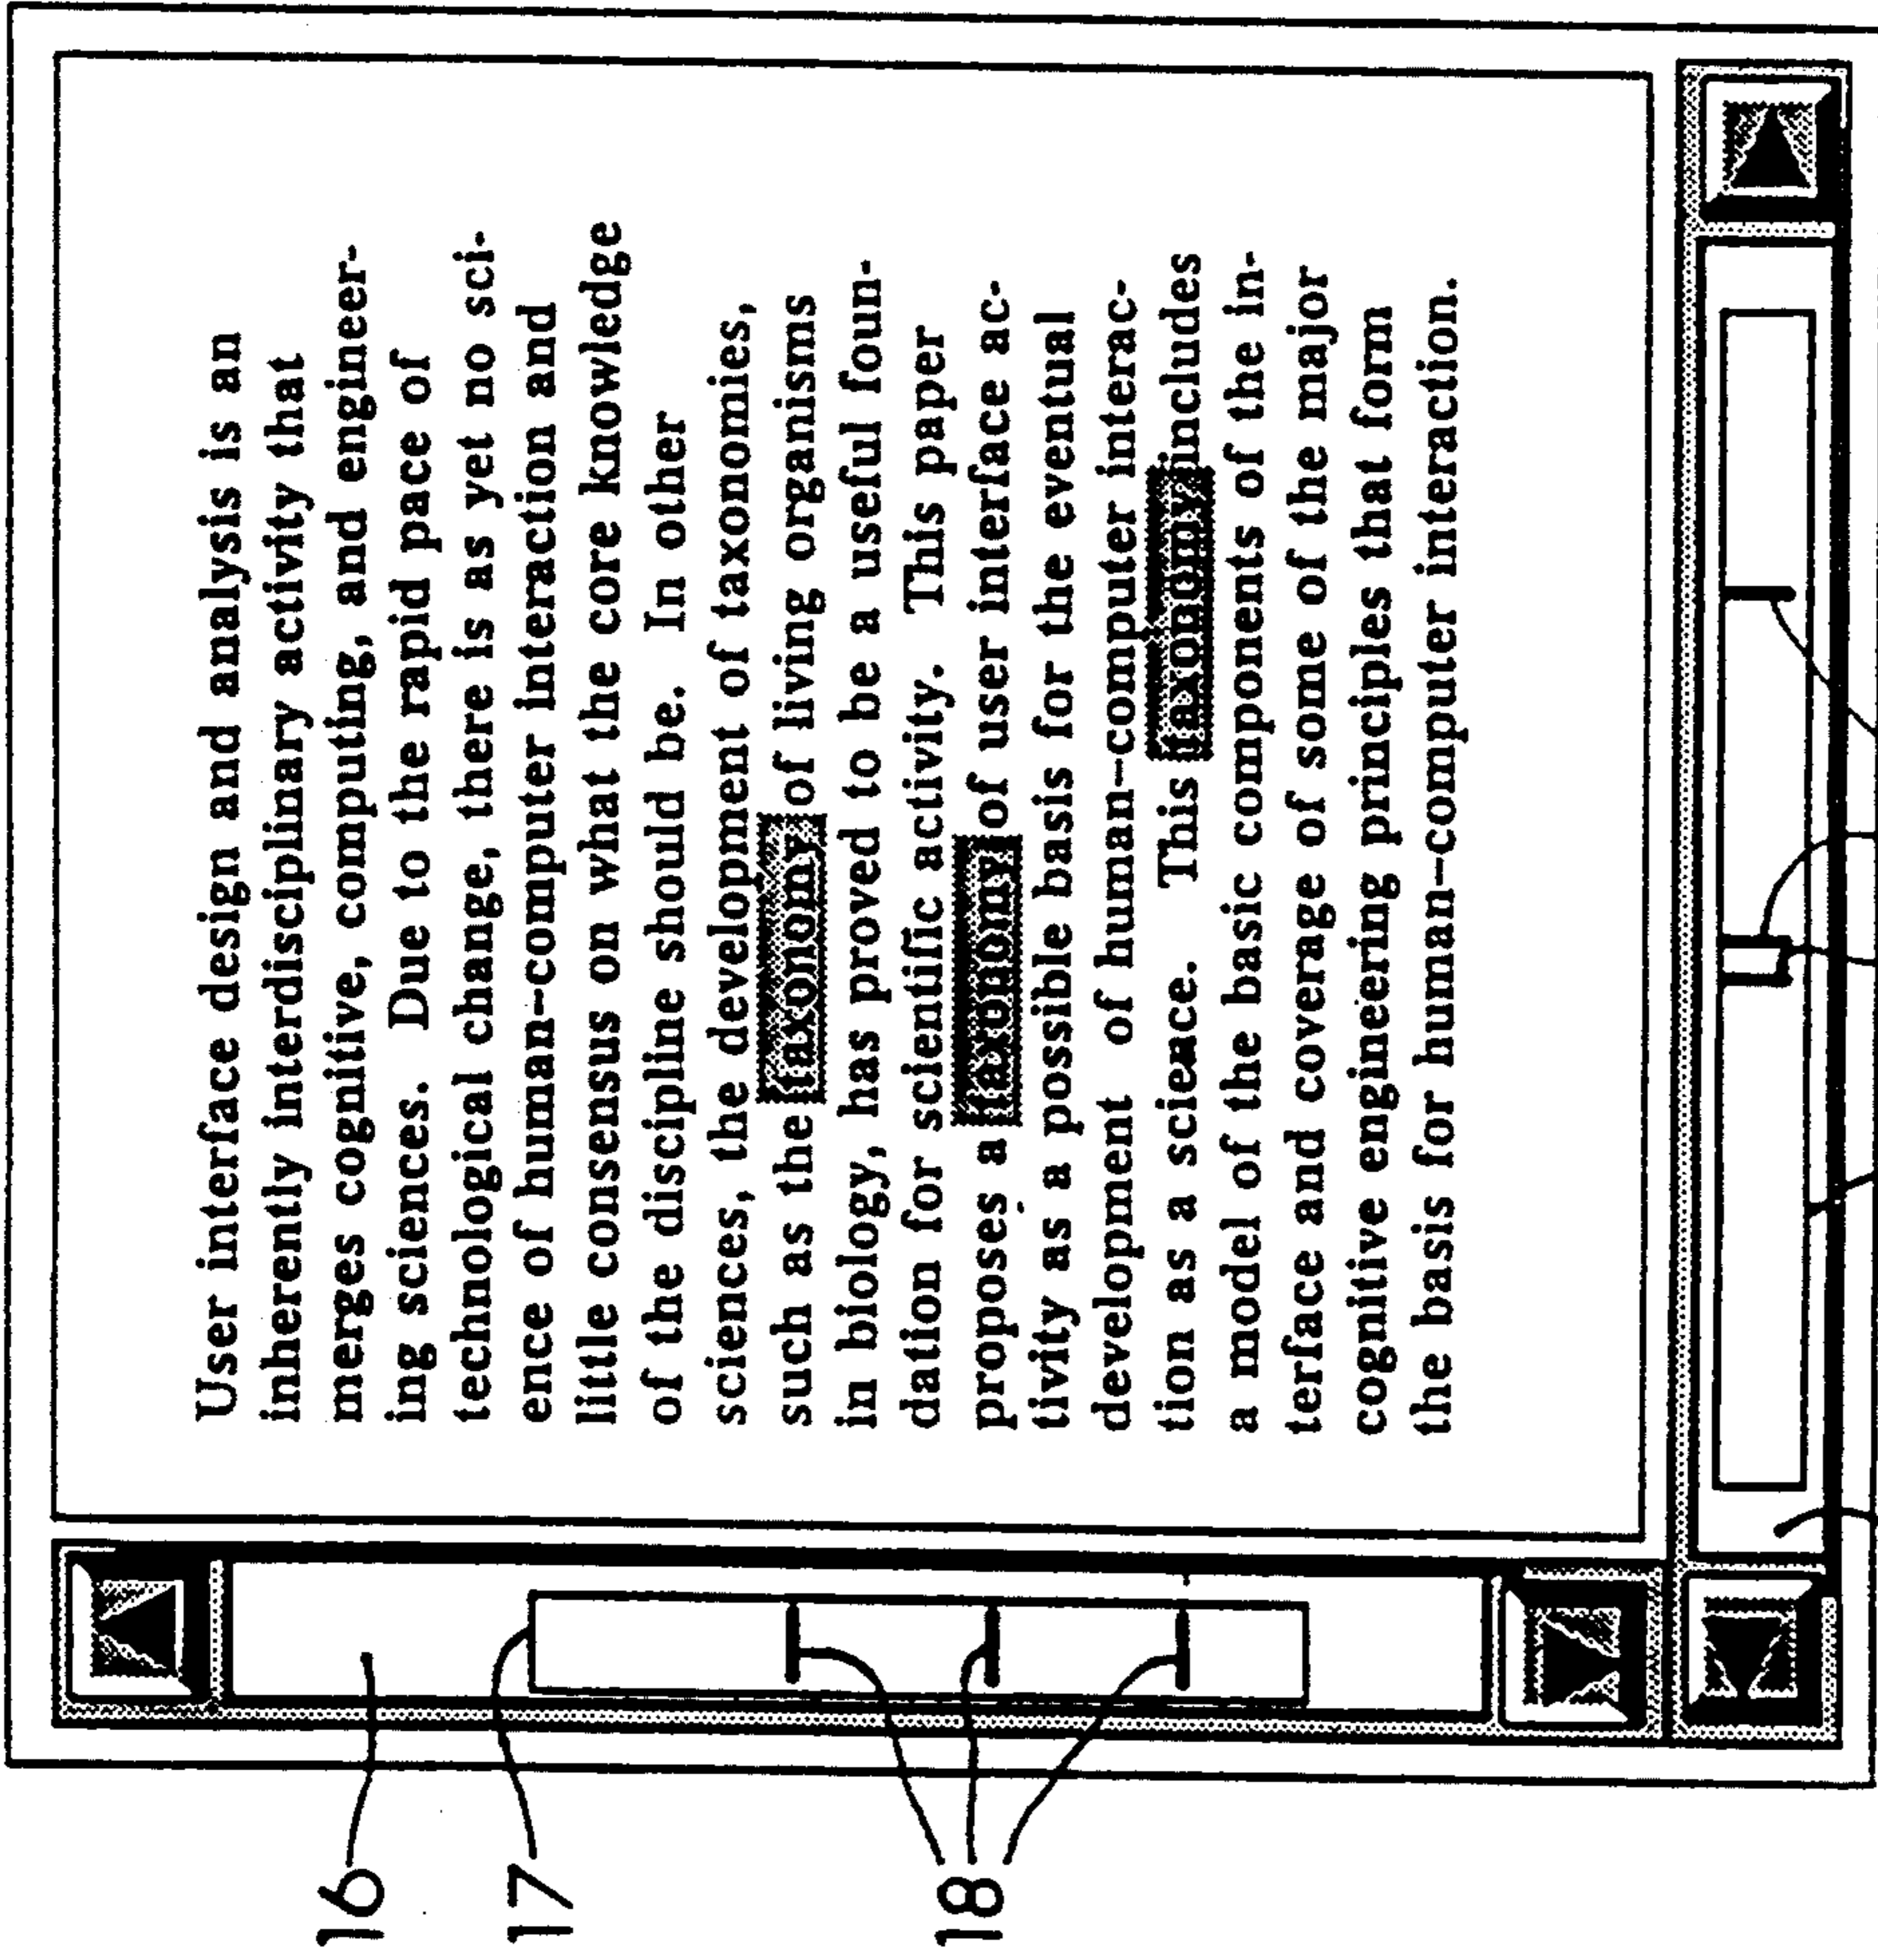 User interface design and analysis is an
inherently interdisciplinary activity that
merges cognitive, computing, and engineer-
ing sciences. Due to the rapid pace of
technological change, there is as yet no sci-
ence of human-computer interaction and
little consensus on what the core knowledge
of the discipline should be. In other
sciences, the development of taxonomies,
such as the taxonomy of living organisms
in biology, has proved to be a useful foun-
dation for scientific activity. This paper
proposes a taxonomy of user interface ac-
tivity as a possible basis for the eventual
development of human-computer interac-
tion as a science. This taxonomy includes
a model of the basic components of the in-
terface and coverage of some of the major
cognitive engineering principles that form
the basis for human-computer interaction.
16
17
18